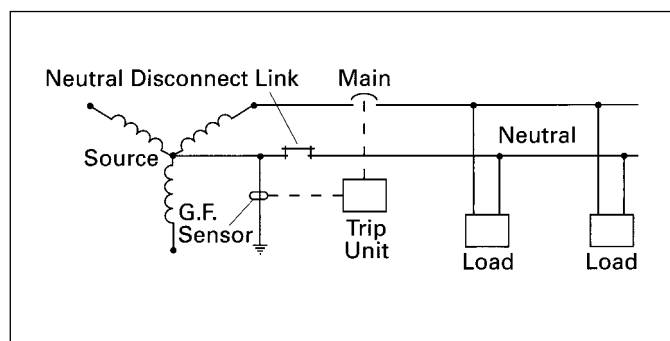 Neutral Disconnect Link
Main
Neutral
Source
G.F.
Sensor
Trip
Unit
Load
Load